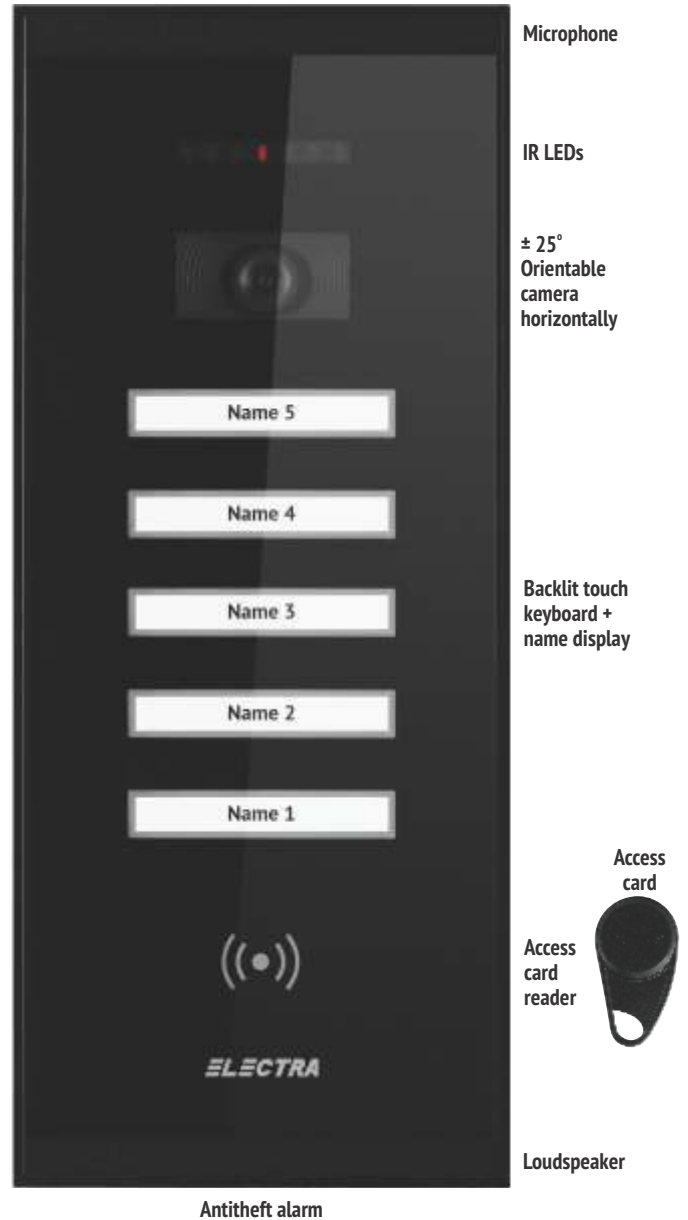 Microphone
IR LEDs
± 25°
Orientable
camera
horizontally
Name 5
Name 4
Name 3
Backlit touch
keyboard +
name display
Name 2
Name 1
Access
card
Access
card
reader
ELECTRA
Loudspeaker
Antitheft alarm